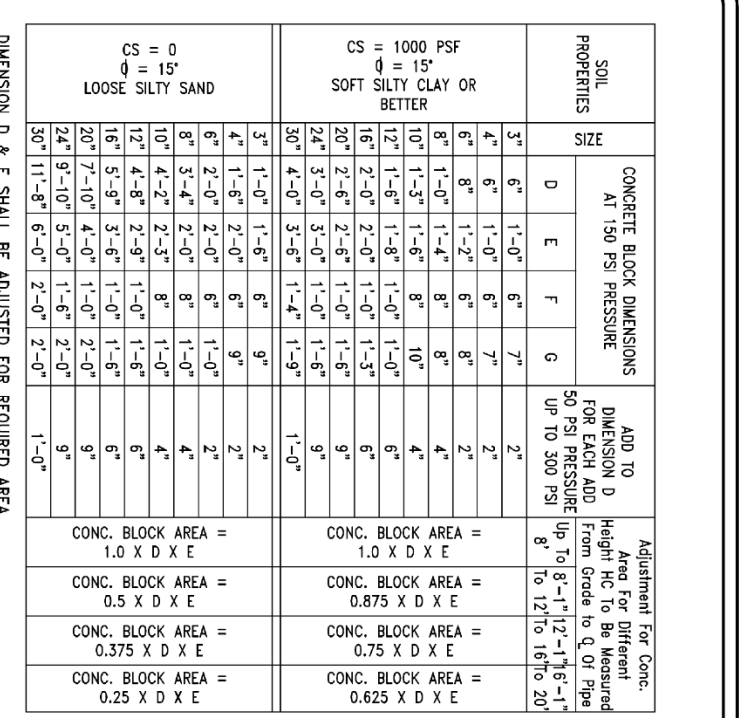 SOIL
PROPERTIES
SIZE
CONCRETE BLOCK DIMENSIONS
AT 150 PSI PRESSURE
D E F G
ADD TO
DIMENSION D
FOR EACH ADD
50 PSI PRESSURE
UP TO 300 PSI
Adjustment For Conc.
Area For Different
Height HC To Be Measured
From Grade to ℄ Of Pipe
Up To 8'
8'-1" To 12'
12'-1" To 16'
16'-1" To 20'
CS = 1000 PSF
ϕ = 15°
SOFT SILTY CLAY OR
BETTER
3" 6" 1'-0" 6" 7" 2"
4" 6" 1'-0" 6" 7" 2"
6" 8" 1'-2" 6" 8" 2"
8" 1'-0" 1'-4" 8" 8" 4"
10" 1'-3" 1'-6" 8" 10" 4"
12" 1'-6" 1'-8" 1'-0" 1'-0" 6"
16" 2'-0" 2'-0" 1'-0" 1'-3" 6"
20" 2'-6" 2'-6" 1'-0" 1'-6" 9"
24" 3'-0" 3'-0" 1'-0" 1'-6" 9"
30" 4'-0" 3'-6" 1'-4" 1'-9" 1'-0"
CONC. BLOCK AREA =
1.0 X D X E
CONC. BLOCK AREA =
0.875 X D X E
CONC. BLOCK AREA =
0.75 X D X E
CONC. BLOCK AREA =
0.625 X D X E
CS = 0
ϕ = 15°
LOOSE SILTY SAND
3" 1'-0" 1'-6" 6" 9" 2"
4" 1'-6" 2'-0" 6" 9" 2"
6" 2'-0" 2'-0" 6" 1'-0" 2"
8" 3'-4" 2'-0" 8" 1'-0" 4"
10" 4'-2" 2'-3" 8" 1'-0" 4"
12" 4'-8" 2'-9" 1'-0" 1'-6" 6"
16" 5'-9" 3'-6" 1'-0" 1'-6" 6"
20" 7'-10" 4'-0" 1'-0" 2'-0" 9"
24" 9'-10" 5'-0" 1'-6" 2'-0" 9"
30" 11'-8" 6'-0" 2'-0" 2'-0" 1'-0"
CONC. BLOCK AREA =
1.0 X D X E
CONC. BLOCK AREA =
0.5 X D X E
CONC. BLOCK AREA =
0.375 X D X E
CONC. BLOCK AREA =
0.25 X D X E
DIMENSION D & E SHALL BE ADJUSTED FOR REQUIRED AREA